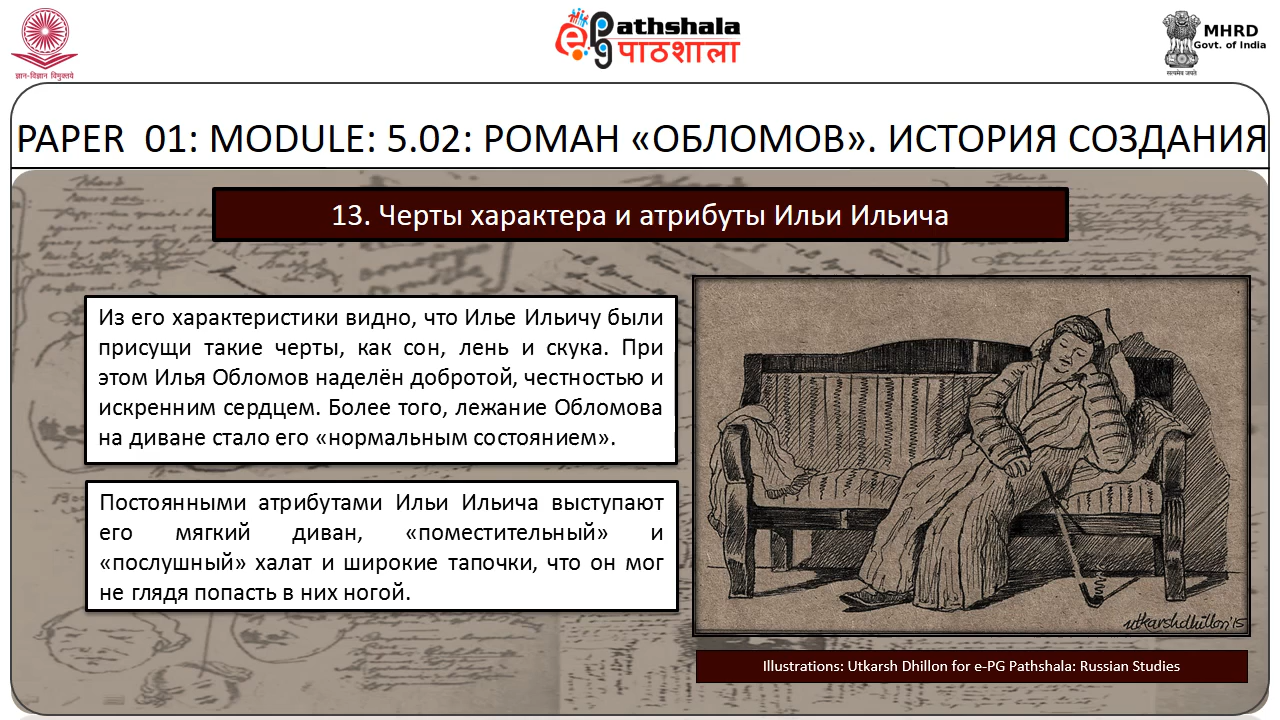 ज्ञान-विज्ञान विमुक्तये
ePG Pathshala
पाठशाला
MHRD
Govt. of India
सत्यमेव जयते
PAPER 01: MODULE: 5.02: РОМАН «ОБЛОМОВ». ИСТОРИЯ СОЗДАНИЯ
13. Черты характера и атрибуты Ильи Ильича
Из его характеристики видно, что Илье Ильичу были
присущи такие черты, как сон, лень и скука. При
этом Илья Обломов наделён добротой, честностью и
искренним сердцем. Более того, лежание Обломова
на диване стало его «нормальным состоянием».
Постоянными атрибутами Ильи Ильича выступают
его мягкий диван, «поместительный» и
«послушный» халат и широкие тапочки, что он мог
не глядя попасть в них ногой.
utkarshdhillon'15
Illustrations: Utkarsh Dhillon for e-PG Pathshala: Russian Studies